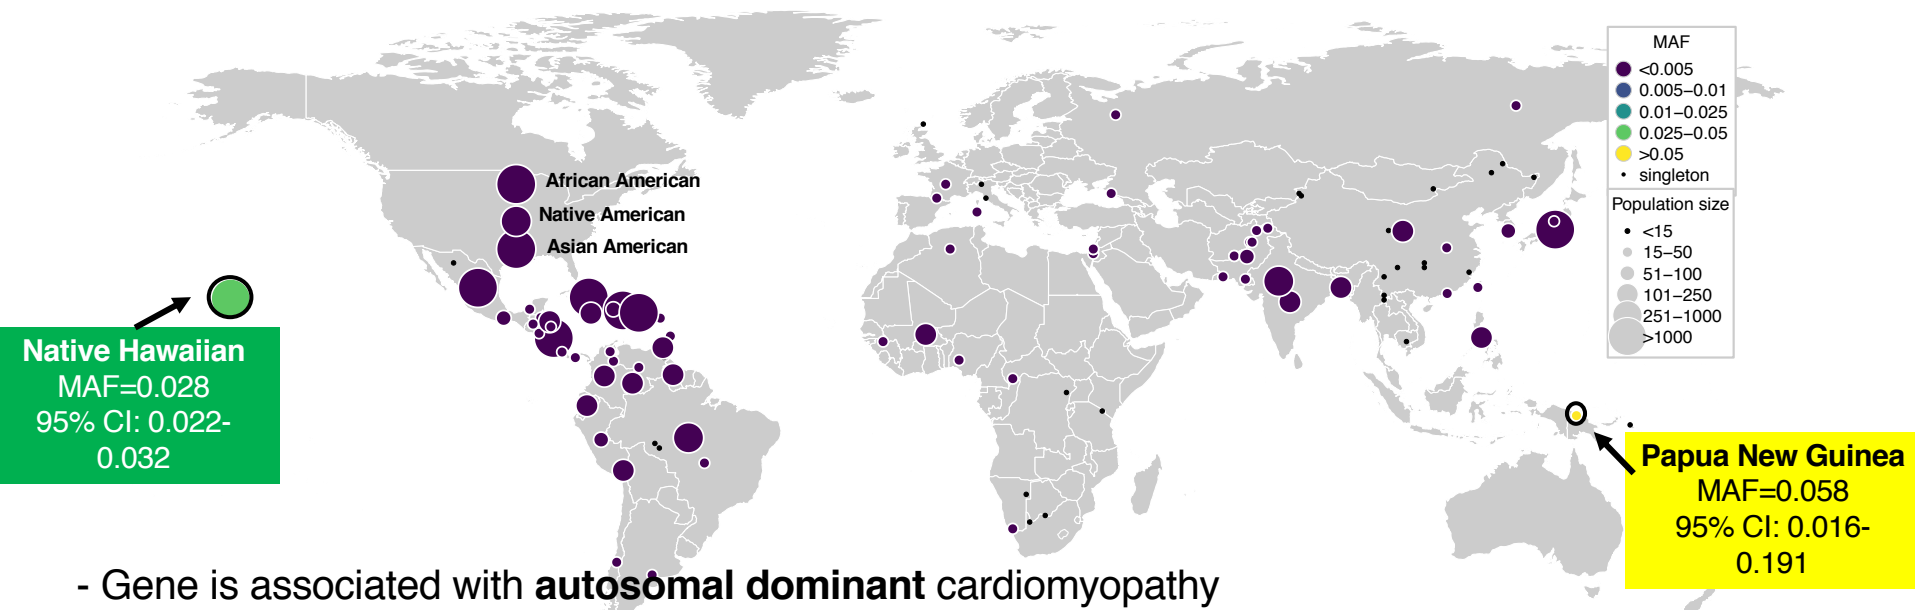 MAF
<0.005
0.005–0.01
0.01–0.025
0.025–0.05
>0.05
singleton
Population size
<15
15–50
51–100
101–250
251–1000
>1000
African American
Native American
Asian American
Native Hawaiian
MAF=0.028
95% CI: 0.022-
0.032
Papua New Guinea
MAF=0.058
95% CI: 0.016-
0.191
- Gene is associated with autosomal dominant cardiomyopathy